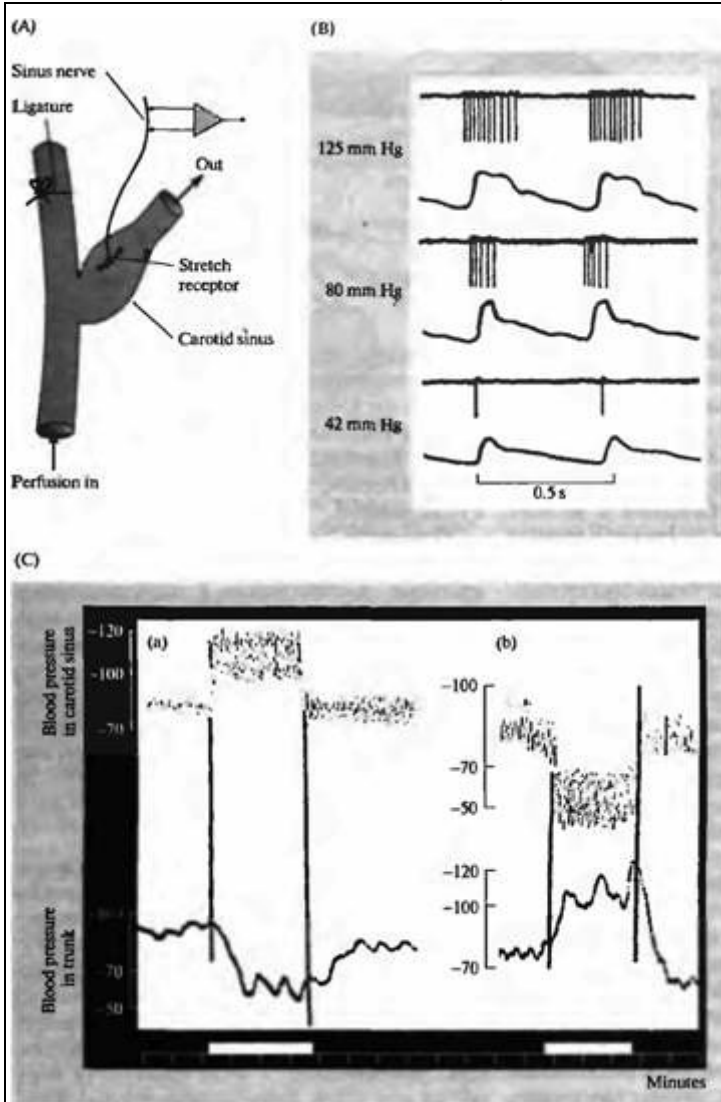 (A)
Sinus nerve
Ligature
Out
Stretch
receptor
Carotid sinus
Perfusion in
(B)
125 mm Hg
80 mm Hg
42 mm Hg
0.5 s
(C)
Blood pressure
in carotid sinus
-120
-100
-70
(a)
(b)
-100
-70
-50
Blood pressure
in trunk
-70
-50
-120
-100
-70
Minutes